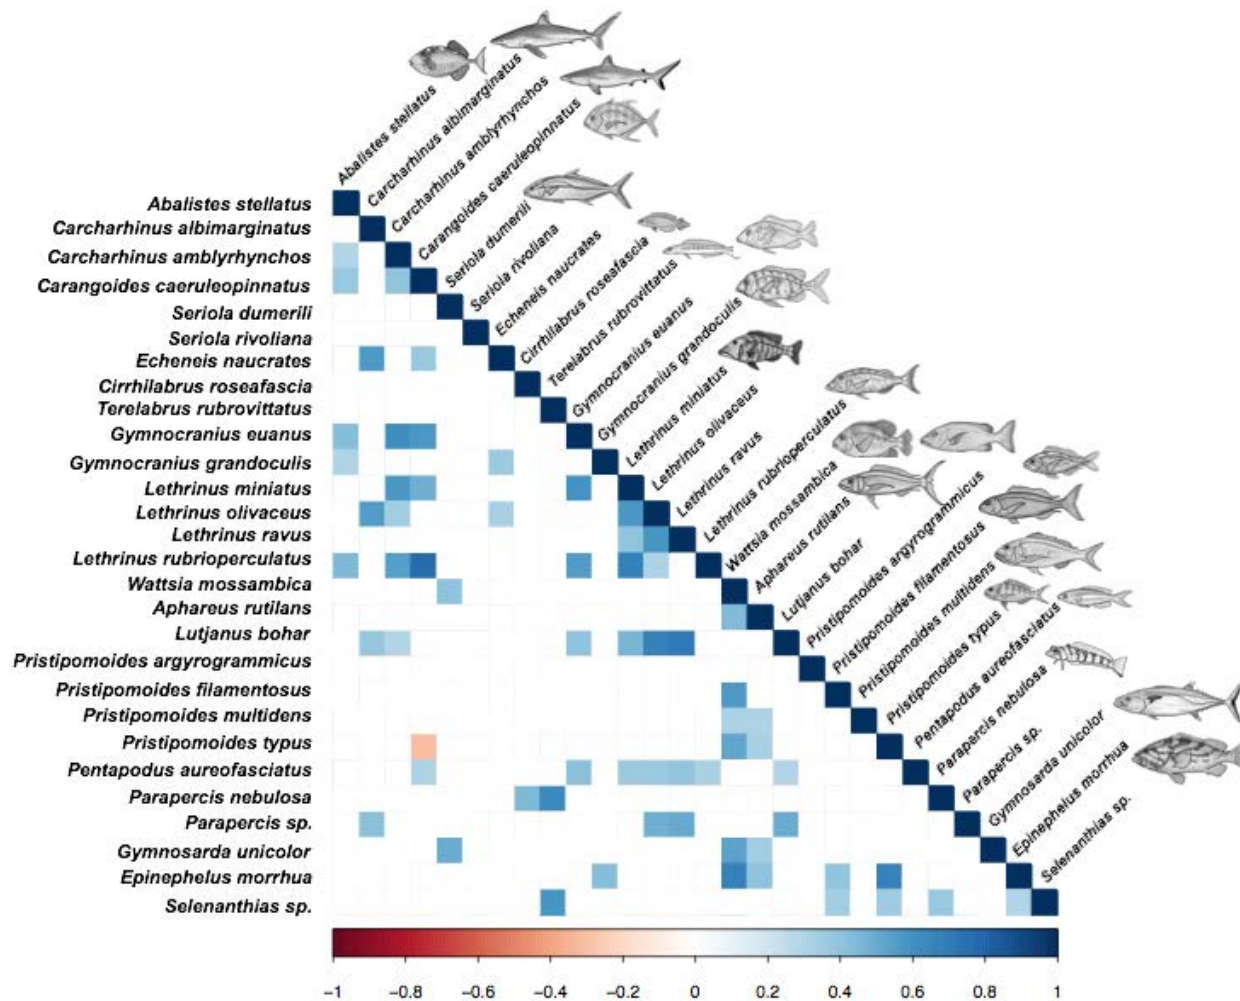 Abalistes stellatus
Carcharhinus albimarginatus
Carcharhinus amblyrhynchos
Carangoides caeruleopinnatus
Seriola dumerili
Seriola rivoliana
Echeneis naucrates
Cirrhilabrus roseafascia
Terelabrus rubrovittatus
Gymnocranius euanus
Gymnocranius grandoculis
Lethrinus miniatus
Lethrinus olivaceus
Lethrinus ravus
Lethrinus rubrioperculatus
Wattsia mossambica
Aphareus rutilans
Lutjanus bohar
Pristipomoides argyrogrammicus
Pristipomoides filamentosus
Pristipomoides multidens
Pristipomoides typus
Pentapodus aureofasciatus
Parapercis nebulosa
Parapercis sp.
Gymnosarda unicolor
Epinephelus morrhua
Selenanthias sp.
Abalistes stellatus
Carcharhinus albimarginatus
Carcharhinus amblyrhynchos
Carangoides caeruleopinnatus
Seriola dumerili
Seriola rivoliana
Echeneis naucrates
Cirrhilabrus roseafascia
Terelabrus rubrovittatus
Gymnocranius euanus
Gymnocranius grandoculis
Lethrinus miniatus
Lethrinus olivaceus
Lethrinus ravus
Lethrinus rubrioperculatus
Wattsia mossambica
Aphareus rutilans
Lutjanus bohar
Pristipomoides argyrogrammicus
Pristipomoides filamentosus
Pristipomoides multidens
Pristipomoides typus
Pentapodus aureofasciatus
Parapercis nebulosa
Parapercis sp.
Gymnosarda unicolor
Epinephelus morrhua
Selenanthias sp.
−1 −0.8 −0.6 −0.4 −0.2 0 0.2 0.4 0.6 0.8 1